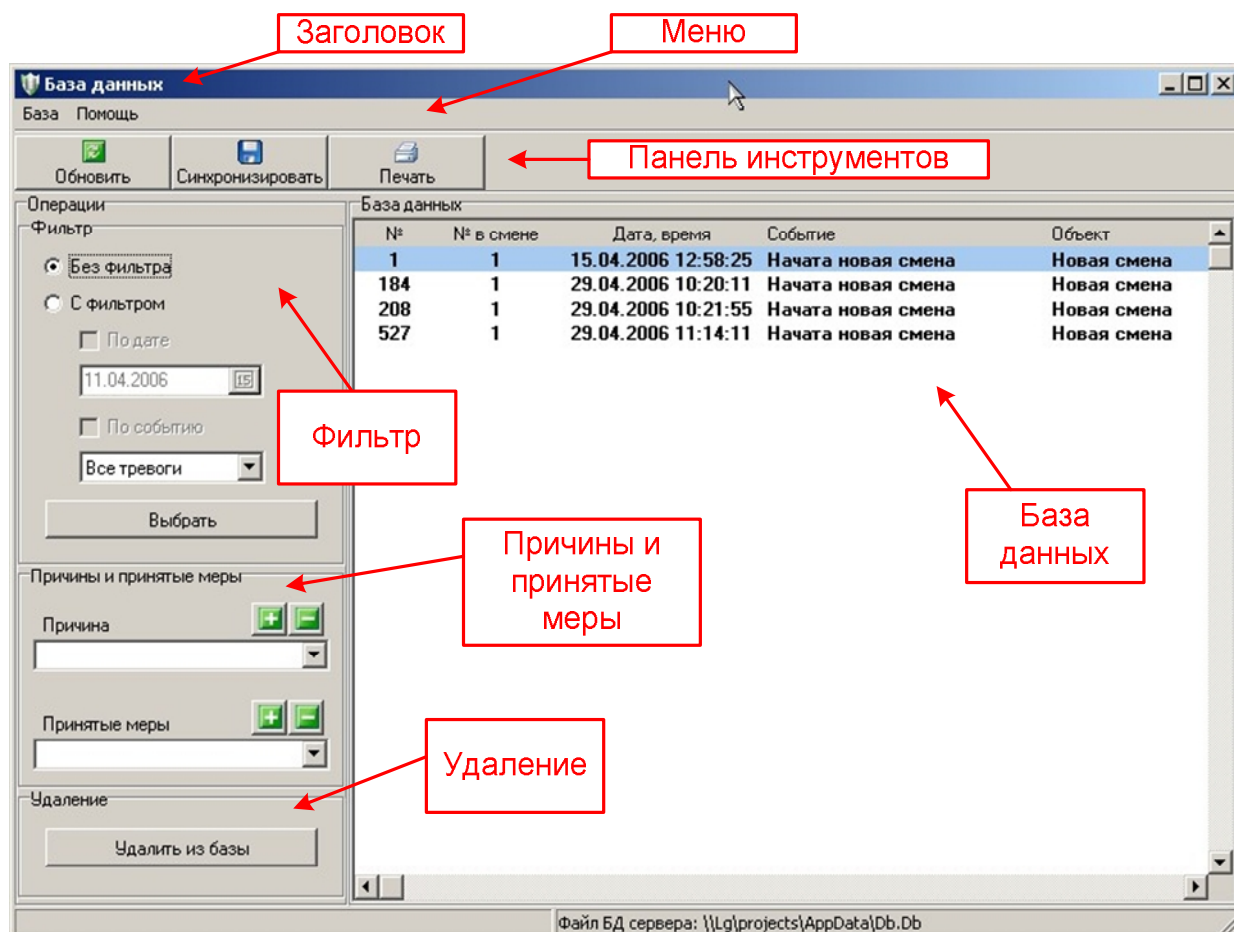 Заголовок
Меню
База данных
База Помощь
Обновить Синхронизировать Печать
Панель инструментов
Операции
База данных
Фильтр
№ № в смене Дата, время Событие Объект
1 1 15.04.2006 12:58:25 Начата новая смена Новая смена
184 1 29.04.2006 10:20:11 Начата новая смена Новая смена
208 1 29.04.2006 10:21:55 Начата новая смена Новая смена
527 1 29.04.2006 11:14:11 Начата новая смена Новая смена
Без фильтра
С фильтром
По дате
11.04.2006 15
По событию
Все тревоги
Выбрать
Фильтр
База
данных
Причины и
принятые
меры
Причины и принятые меры
Причина
Принятые меры
Удаление
Удаление
Удалить из базы
Файл БД сервера: \\Lg\projects\AppData\Db.Db